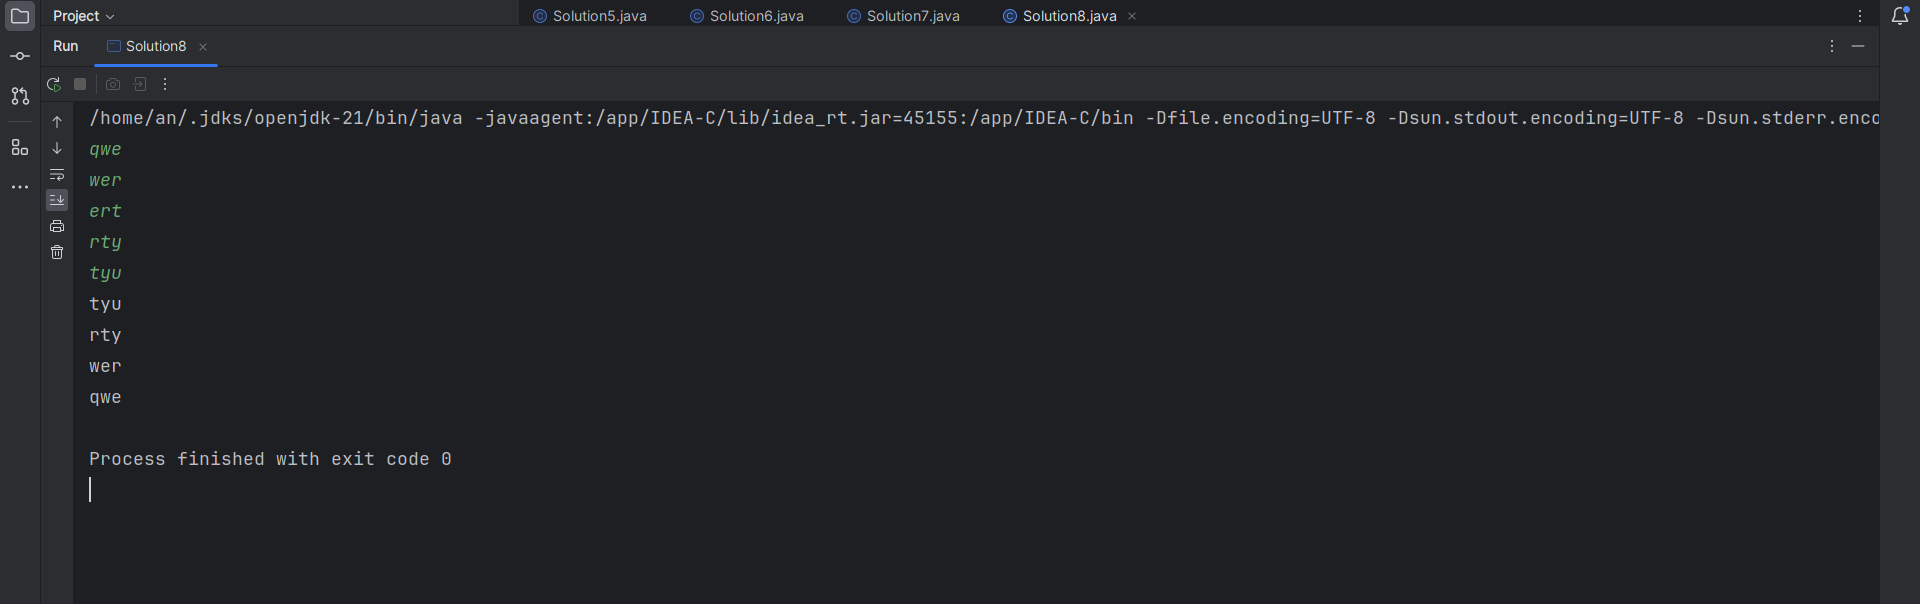 Project
Solution5.java
Solution6.java
Solution7.java
Solution8.java
Run
Solution8
/home/an/.jdks/openjdk-21/bin/java -javaagent:/app/IDEA-C/lib/idea_rt.jar=45155:/app/IDEA-C/bin -Dfile.encoding=UTF-8 -Dsun.stdout.encoding=UTF-8 -Dsun.stderr.enco
qwe
wer
ert
rty
tyu
tyu
rty
wer
qwe
Process finished with exit code 0